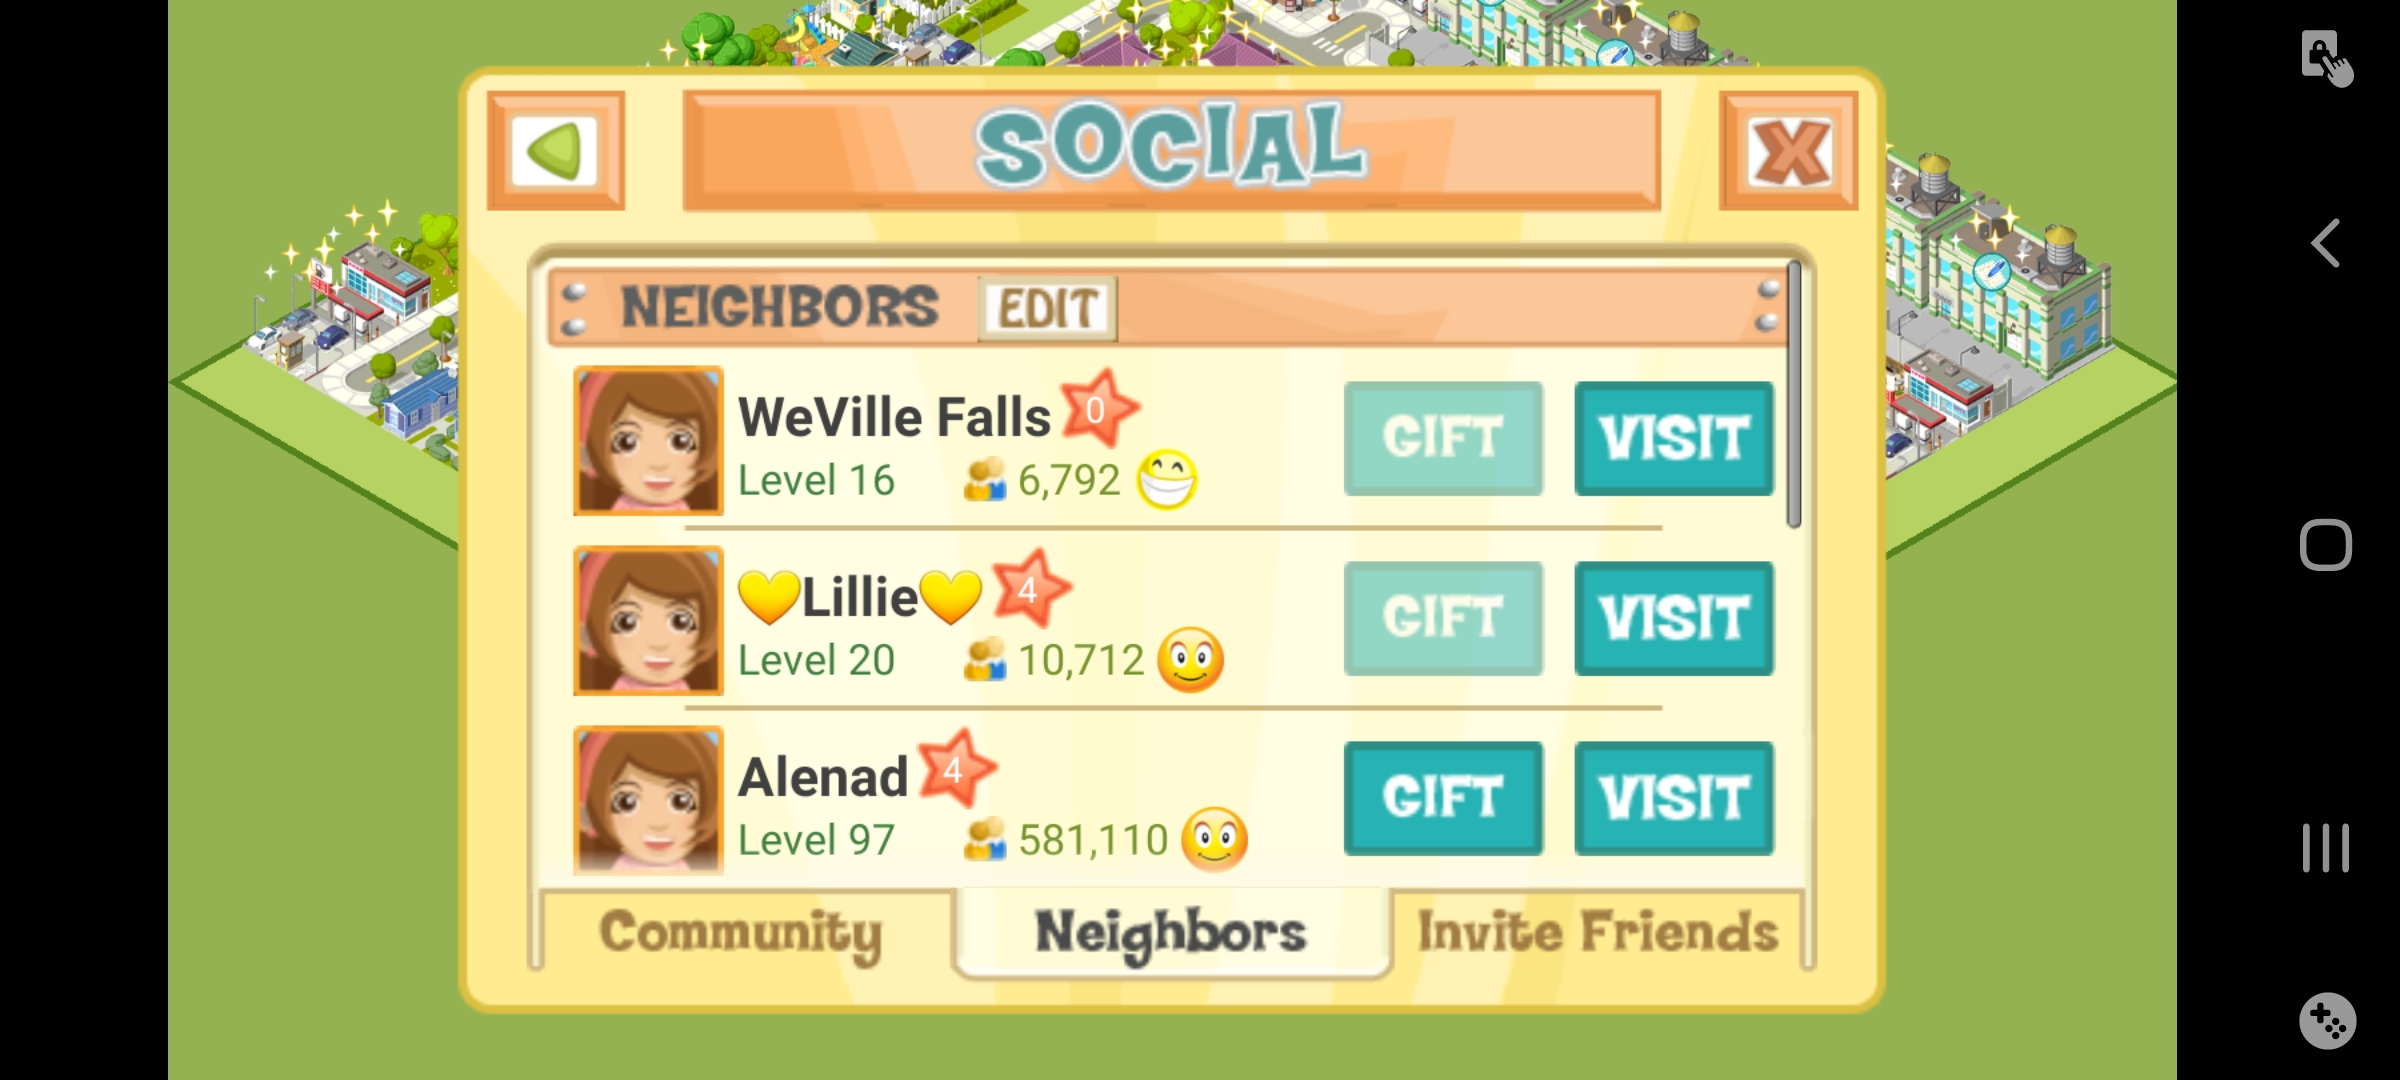 SOCIAL
NEIGHBORS EDIT
WeVille Falls 0
Level 16 6,792
GIFT VISIT
💛Lillie💛 4
Level 20 10,712
GIFT VISIT
Alenad 4
Level 97 581,110
GIFT VISIT
Community Neighbors Invite Friends